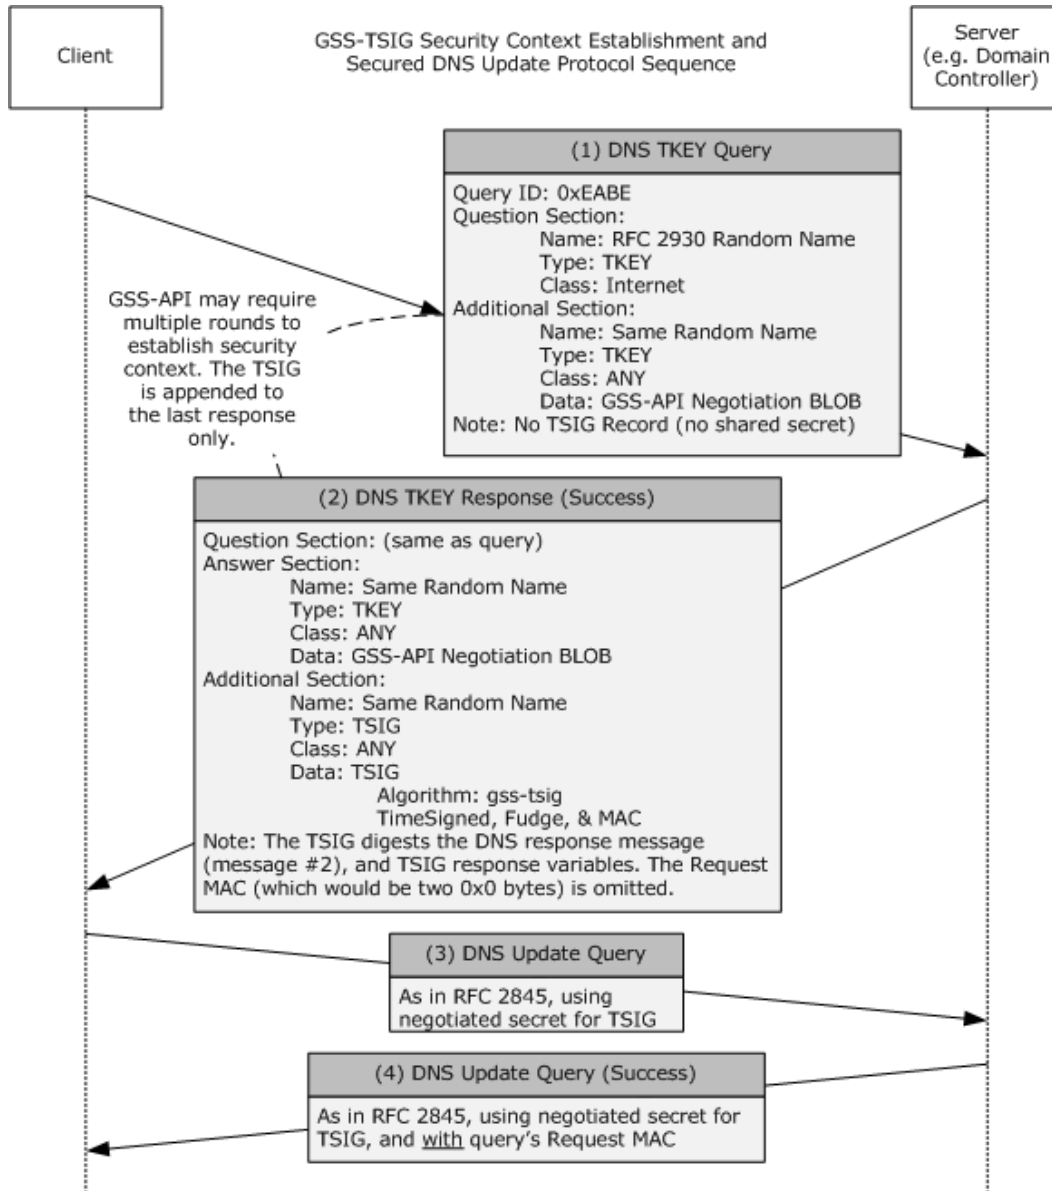 Client
GSS-TSIG Security Context Establishment and
Secured DNS Update Protocol Sequence
Server
(e.g. Domain
Controller)
(1) DNS TKEY Query
Query ID: 0xEABE
Question Section:
Name: RFC 2930 Random Name
Type: TKEY
Class: Internet
Additional Section:
Name: Same Random Name
Type: TKEY
Class: ANY
Data: GSS-API Negotiation BLOB
Note: No TSIG Record (no shared secret)
GSS-API may require
multiple rounds to
establish security
context. The TSIG
is appended to
the last response
only.
(2) DNS TKEY Response (Success)
Question Section: (same as query)
Answer Section:
Name: Same Random Name
Type: TKEY
Class: ANY
Data: GSS-API Negotiation BLOB
Additional Section:
Name: Same Random Name
Type: TSIG
Class: ANY
Data: TSIG
Algorithm: gss-tsig
TimeSigned, Fudge, & MAC
Note: The TSIG digests the DNS response message
(message #2), and TSIG response variables. The Request
MAC (which would be two 0x0 bytes) is omitted.
(3) DNS Update Query
As in RFC 2845, using
negotiated secret for TSIG
(4) DNS Update Query (Success)
As in RFC 2845, using negotiated secret for
TSIG, and with query's Request MAC